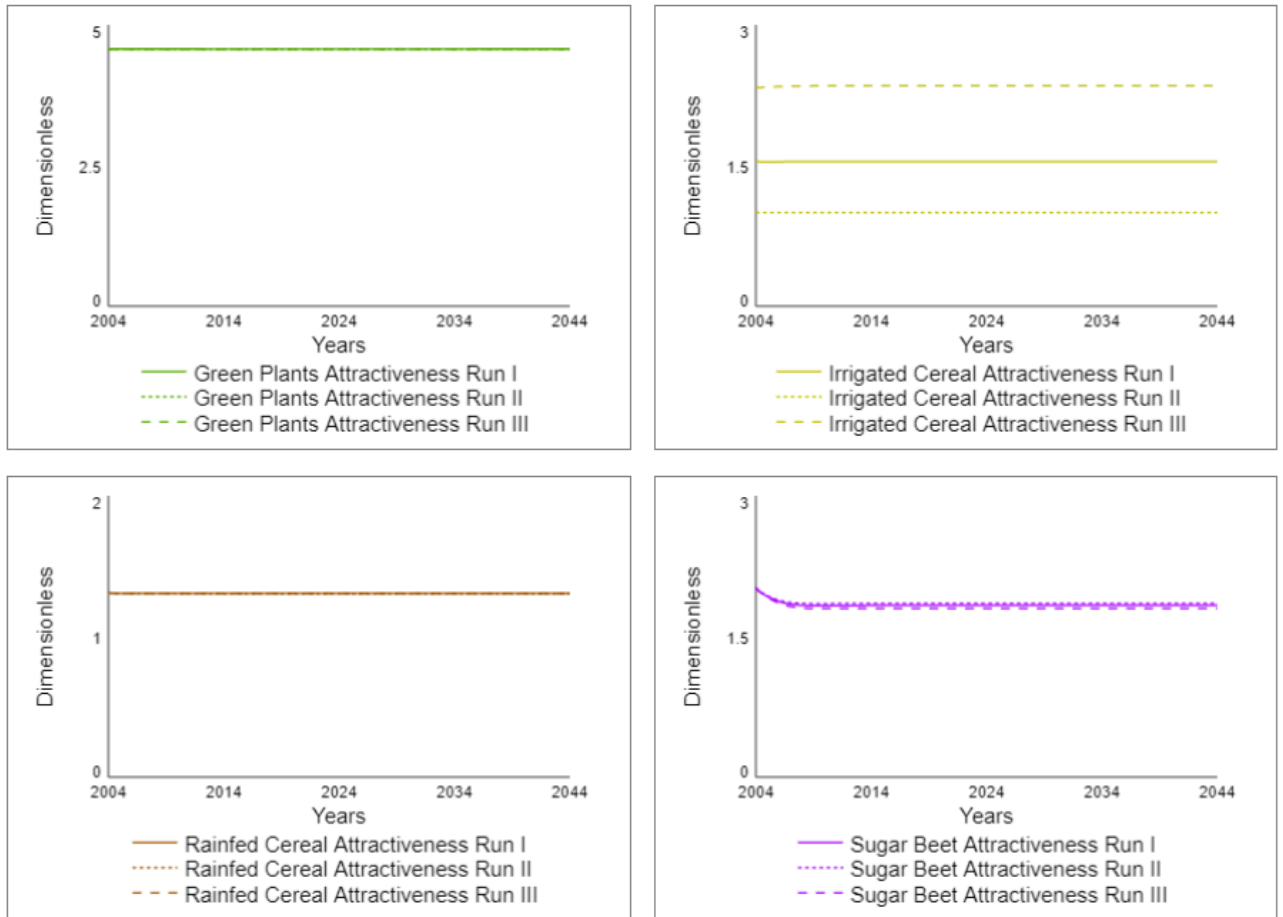 5
Dimensionless
2.5
0
2004 2014 2024 2034 2044
Years
Green Plants Attractiveness Run I
Green Plants Attractiveness Run II
Green Plants Attractiveness Run III
3
Dimensionless
1.5
0
2004 2014 2024 2034 2044
Years
Irrigated Cereal Attractiveness Run I
Irrigated Cereal Attractiveness Run II
Irrigated Cereal Attractiveness Run III
2
Dimensionless
1
0
2004 2014 2024 2034 2044
Years
Rainfed Cereal Attractiveness Run I
Rainfed Cereal Attractiveness Run II
Rainfed Cereal Attractiveness Run III
3
Dimensionless
1.5
0
2004 2014 2024 2034 2044
Years
Sugar Beet Attractiveness Run I
Sugar Beet Attractiveness Run II
Sugar Beet Attractiveness Run III